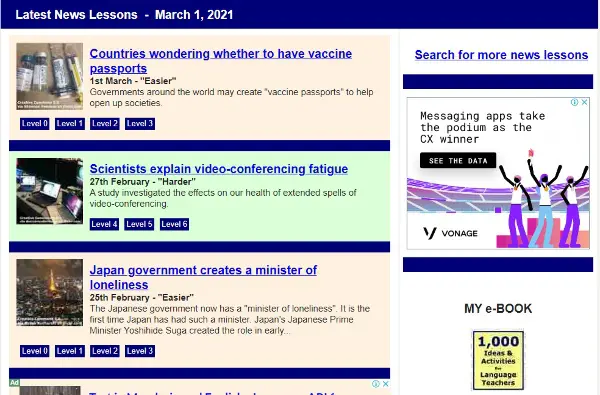 Latest News Lessons - March 1, 2021
Countries wondering whether to have vaccine
passports
1st March - "Easier"
Governments around the world may create "vaccine passports" to help
open up societies.
Level 0 Level 1 Level 2 Level 3
Scientists explain video-conferencing fatigue
27th February - "Harder"
A study investigated the effects on our health of extended spells of
video-conferencing.
Level 4 Level 5 Level 6
Japan government creates a minister of
loneliness
25th February - "Easier"
The Japanese government now has a "minister of loneliness". It is the
first time Japan has had such a minister. Japan's Japanese Prime
Minister Yoshihide Suga created the role in early...
Level 0 Level 1 Level 2 Level 3
Ad
Search for more news lessons
Messaging apps take
the podium as the
CX winner
SEE THE DATA
VONAGE
MY e-BOOK
1,000
Ideas &
Activities
for
Language
Teachers